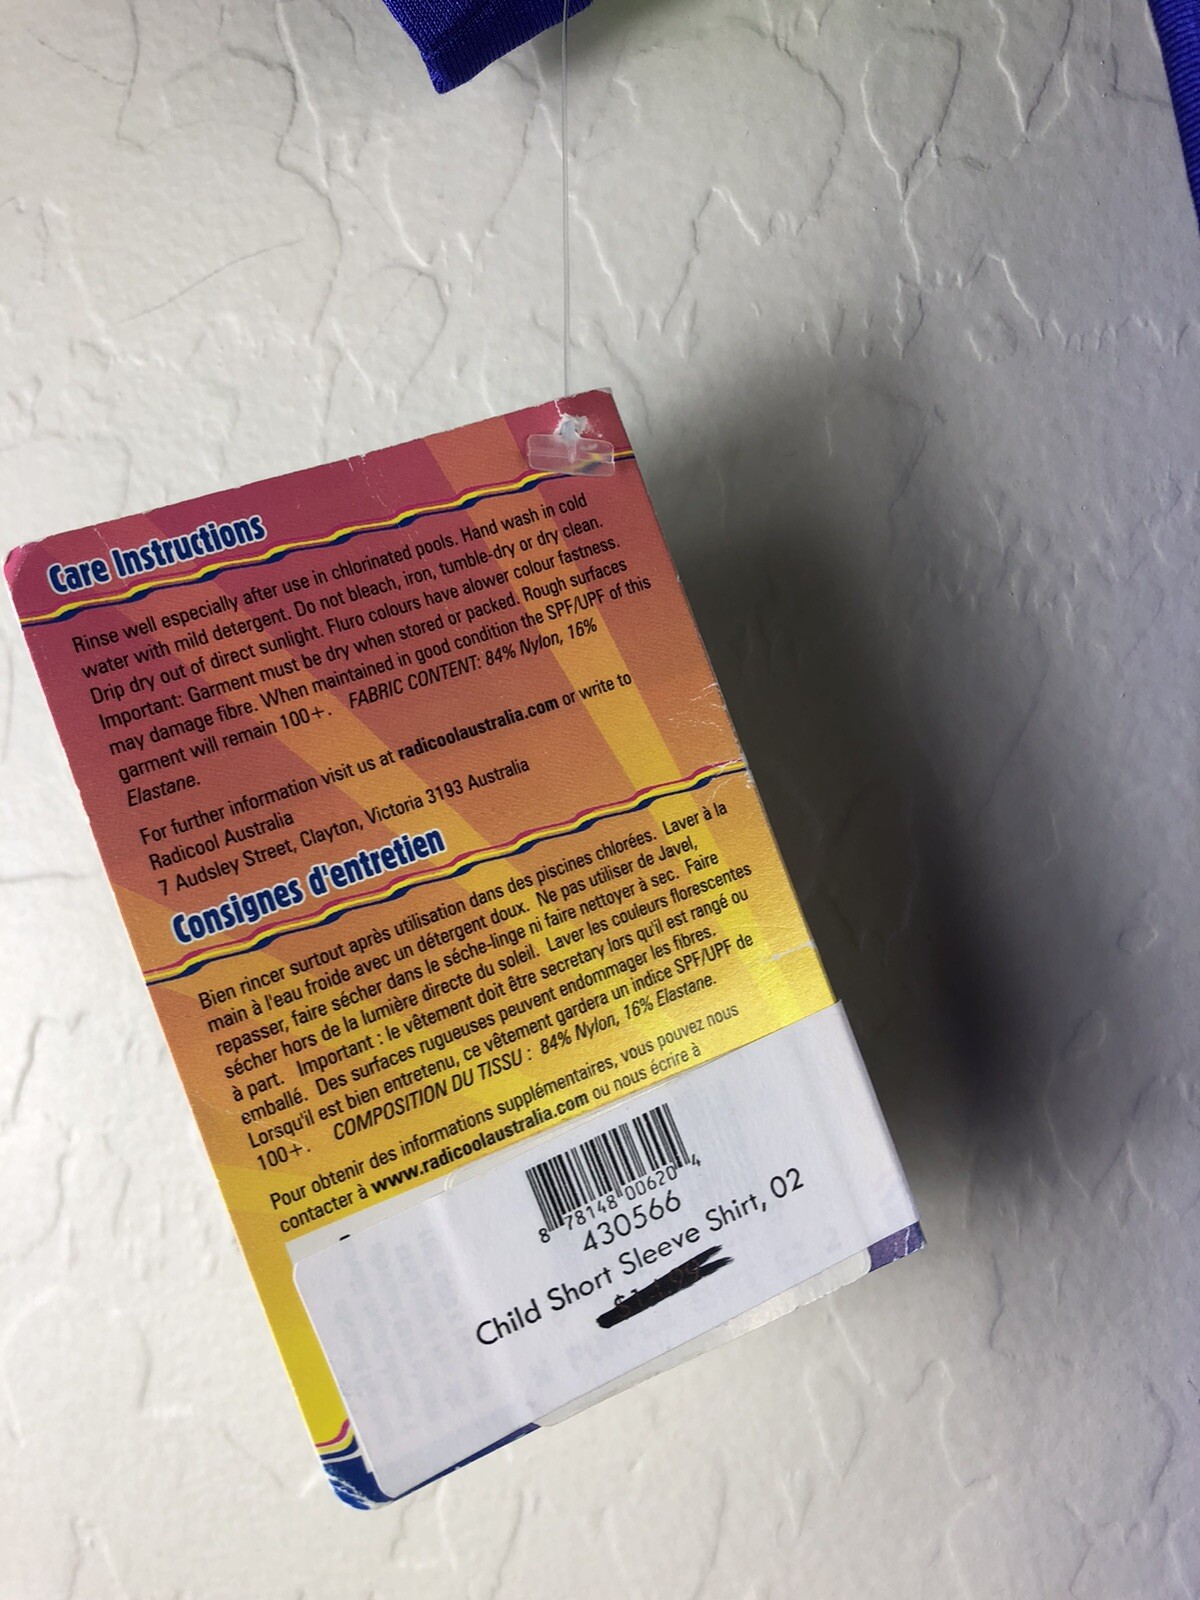 Care Instructions
Rinse well especially after use in chlorinated pools. Hand wash in cold
water with mild detergent. Do not bleach, iron, tumble-dry or dry clean.
Drip dry out of direct sunlight. Fluro colours have alower colour fastness.
Important: Garment must be dry when stored or packed. Rough surfaces
may damage fibre. When maintained in good condition the SPF/UPF of this
garment will remain 100+. FABRIC CONTENT: 84% Nylon, 16%
Elastane.
For further information visit us at radicoolaustralia.com or write to
Radicool Australia
7 Audsley Street, Clayton, Victoria 3193 Australia
Consignes d'entretien
Bien rincer surtout après utilisation dans des piscines chlorées. Laver à la
main à l'eau froide avec un détergent doux. Ne pas utiliser de Javel,
repasser, faire sécher dans le séche-linge ni faire nettoyer à sec. Faire
sécher hors de la lumière directe du soleil. Laver les couleurs florescentes
à part. Important : le vêtement doit être secretary lors qu'il est rangé ou
emballé. Des surfaces rugueuses peuvent endommager les fibres.
Lorsqu'il est bien entretenu, ce vêtement gardera un indice SPF/UPF de
100+. COMPOSITION DU TISSU : 84% Nylon, 16% Elastane.
Pour obtenir des informations supplémentaires, vous pouvez nous
contacter à www.radicoolaustralia.com ou nous écrire à
8 78148 00620 4
430566
Child Short Sleeve Shirt, 02